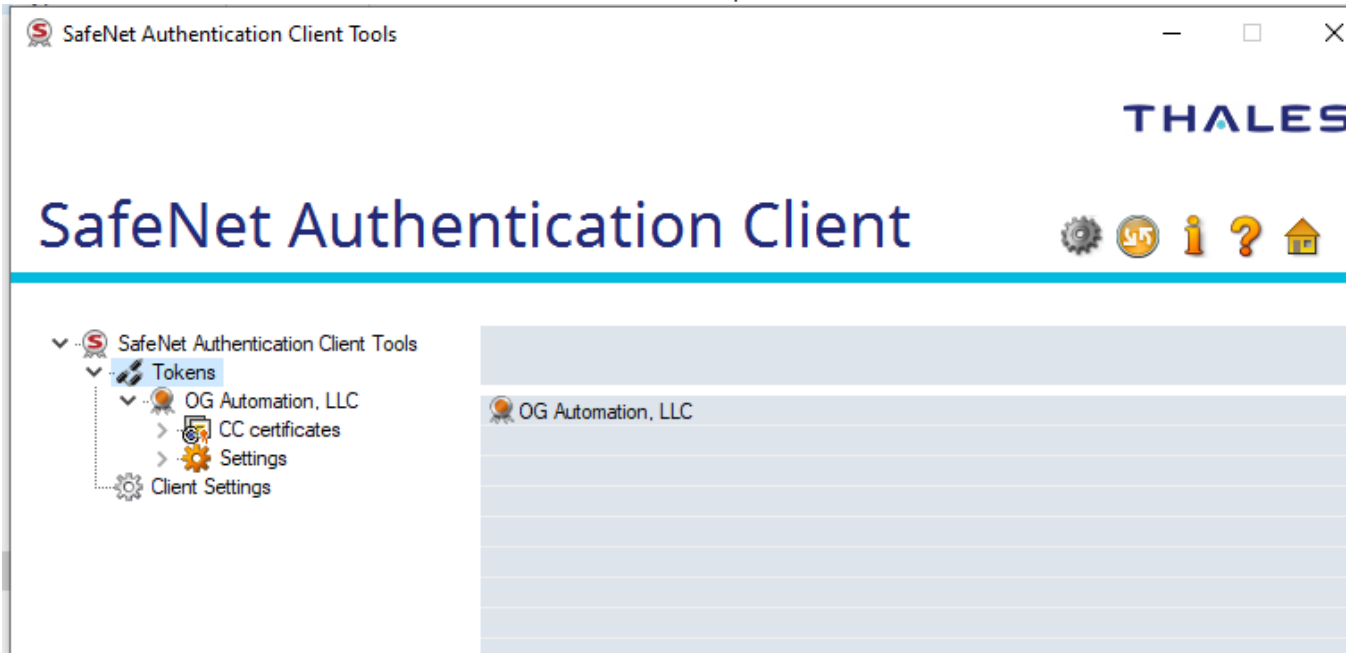 SafeNet Authentication Client Tools
THALES
SafeNet Authentication Client
SafeNet Authentication Client Tools
Tokens
OG Automation, LLC
OG Automation, LLC
CC certificates
Settings
Client Settings